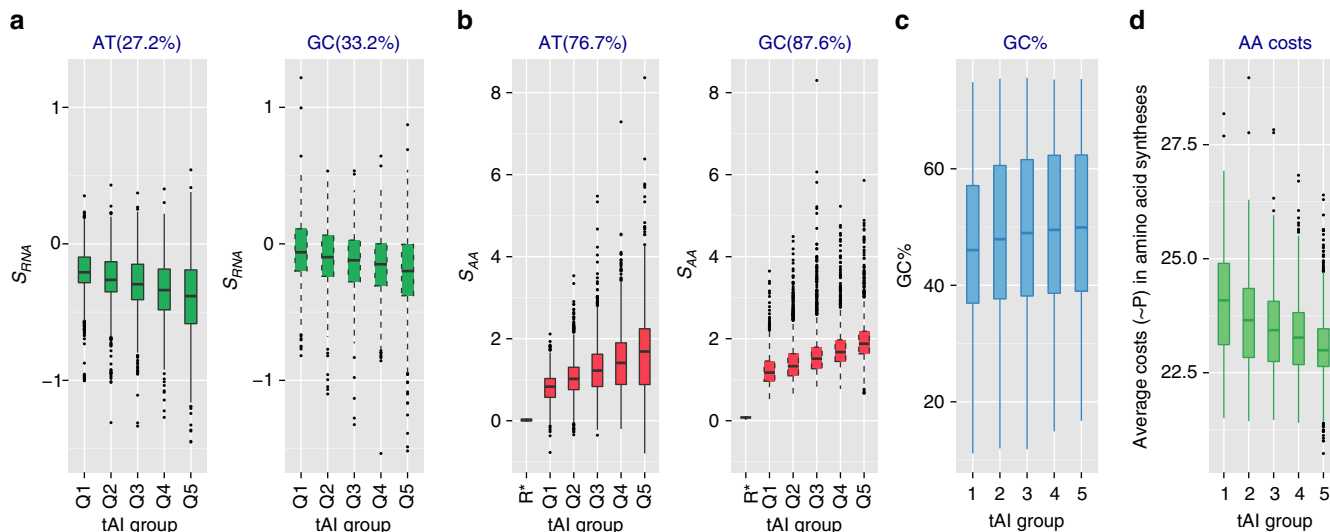 a
AT(27.2%)
GC(33.2%)
S_RNA
1
0
−1
Q1 Q2 Q3 Q4 Q5
tAI group
S_RNA
1
0
−1
Q1 Q2 Q3 Q4 Q5
tAI group
b
AT(76.7%)
GC(87.6%)
S_AA
8
6
4
2
0
R* Q1 Q2 Q3 Q4 Q5
tAI group
S_AA
8
6
4
2
0
R* Q1 Q2 Q3 Q4 Q5
tAI group
c
GC%
GC%
60
40
20
1 2 3 4 5
tAI group
d
AA costs
Average costs (~P) in amino acid syntheses
27.5
25.0
22.5
1 2 3 4 5
tAI group